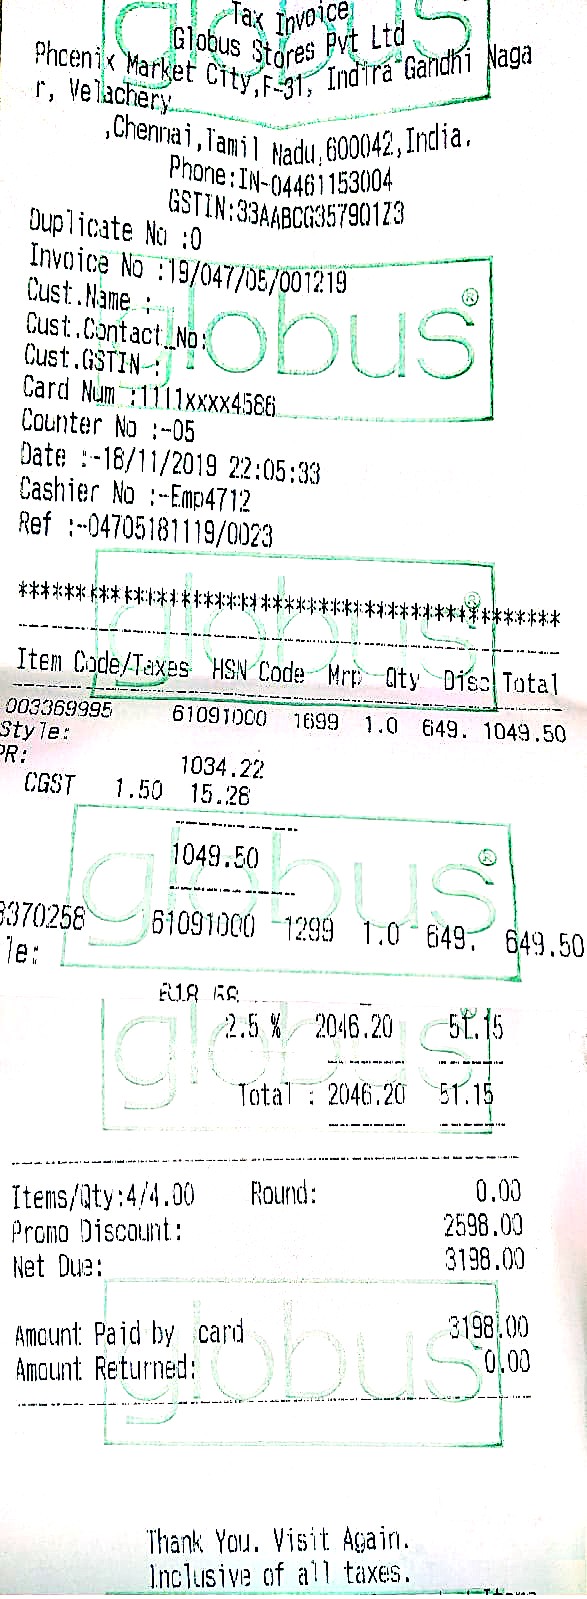 Tax Invoice
Globus Stores Pvt Ltd
Phoenix Market City,F-31, Indira Gandhi Naga
r, Velachery
,Chennai,Tamil Nadu,600042,India.
Phone:IN-04461153004
GSTIN:33AABCG3579Q1Z3
Duplicate No :0
Invoice No :19/047/05/001219
Cust.Name :
Cust.Contact_No:
Cust.GSTIN :
Card Num :1111xxxx4566
Counter No :-05
Date :-18/11/2019 22:05:33
Cashier No :-Emp4712
Ref :-04705181119/0023
globus®
globus®
*******************************************************
Item Code/Taxes HSN Code Mrp Qty Disc Total
003369995 61091000 1699 1.0 649. 1049.50
Style:
PR: 1034.22
CGST 1.50 15.28
1049.50
globus®
3370258 61091000 1299 1.0 649. 649.50
le:
2.5 % 2046.20 51.15
Total : 2046.20 51.15
globus
Items/Qty:4/4.00 Round: 0.00
Promo Discount: 2598.00
Net Due: 3198.00
Amount Paid by card 3198.00
Amount Returned: 0.00
globus
Thank You. Visit Again.
Inclusive of all taxes.